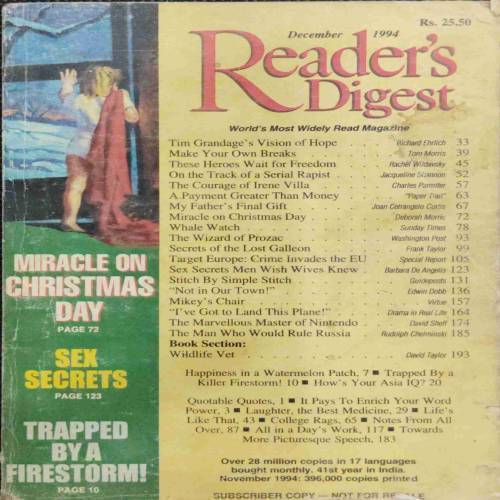 Rs. 25.50
December 1994
Reader's
Digest
World's Most Widely Read Magazine
Tim Grandage's Vision of Hope Richard Ehrlich 33
Make Your Own Breaks Tom Morris 39
These Heroes Wait for Freedom Rachel Wildavsky 45
On the Track of a Serial Rapist Jacqueline Shannon 52
The Courage of Irene Villa Charles Parmiter 57
A Payment Greater Than Money "Paper Pail" 63
My Father's Final Gift Joan Cetrangelo Curtis 67
Miracle on Christmas Day Deborah Morris 72
Whale Watch Sunday Times 78
The Wizard of Prozac Washington Post 93
Secrets of the Lost Galleon Frank Taylor 99
Target Europe: Crime Invades the EU Special Report 105
Sex Secrets Men Wish Wives Knew Barbara De Angelis 123
Stitch By Simple Stitch Guideposts 131
"Not in Our Town!" Edwin Dobb 136
Mikey's Chair Virtue 157
"I've Got to Land This Plane!" Drama in Real Life 164
The Marvellous Master of Nintendo David Sheff 174
The Man Who Would Rule Russia Rudolph Chelminski 185
Book Section:
Wildlife Vet David Taylor 193
Happiness in a Watermelon Patch, 7 ■ Trapped By a
Killer Firestorm! 10 ■ How's Your Asia IQ? 20
Quotable Quotes, 1 ■ It Pays To Enrich Your Word
Power, 3 ■ Laughter, the Best Medicine, 29 ■ Life's
Like That, 43 ■ College Rags, 65 ■ Notes From All
Over, 87 ■ All in a Day's Work, 117 ■ Towards
More Picturesque Speech, 183
Over 28 million copies in 17 languages
bought monthly. 41st year in India.
November 1994: 396,000 copies printed
SUBSCRIBER COPY — NOT FOR RESALE
MIRACLE ON
CHRISTMAS
DAY
PAGE 72
SEX
SECRETS
PAGE 123
TRAPPED
BY A
FIRESTORM!
PAGE 10